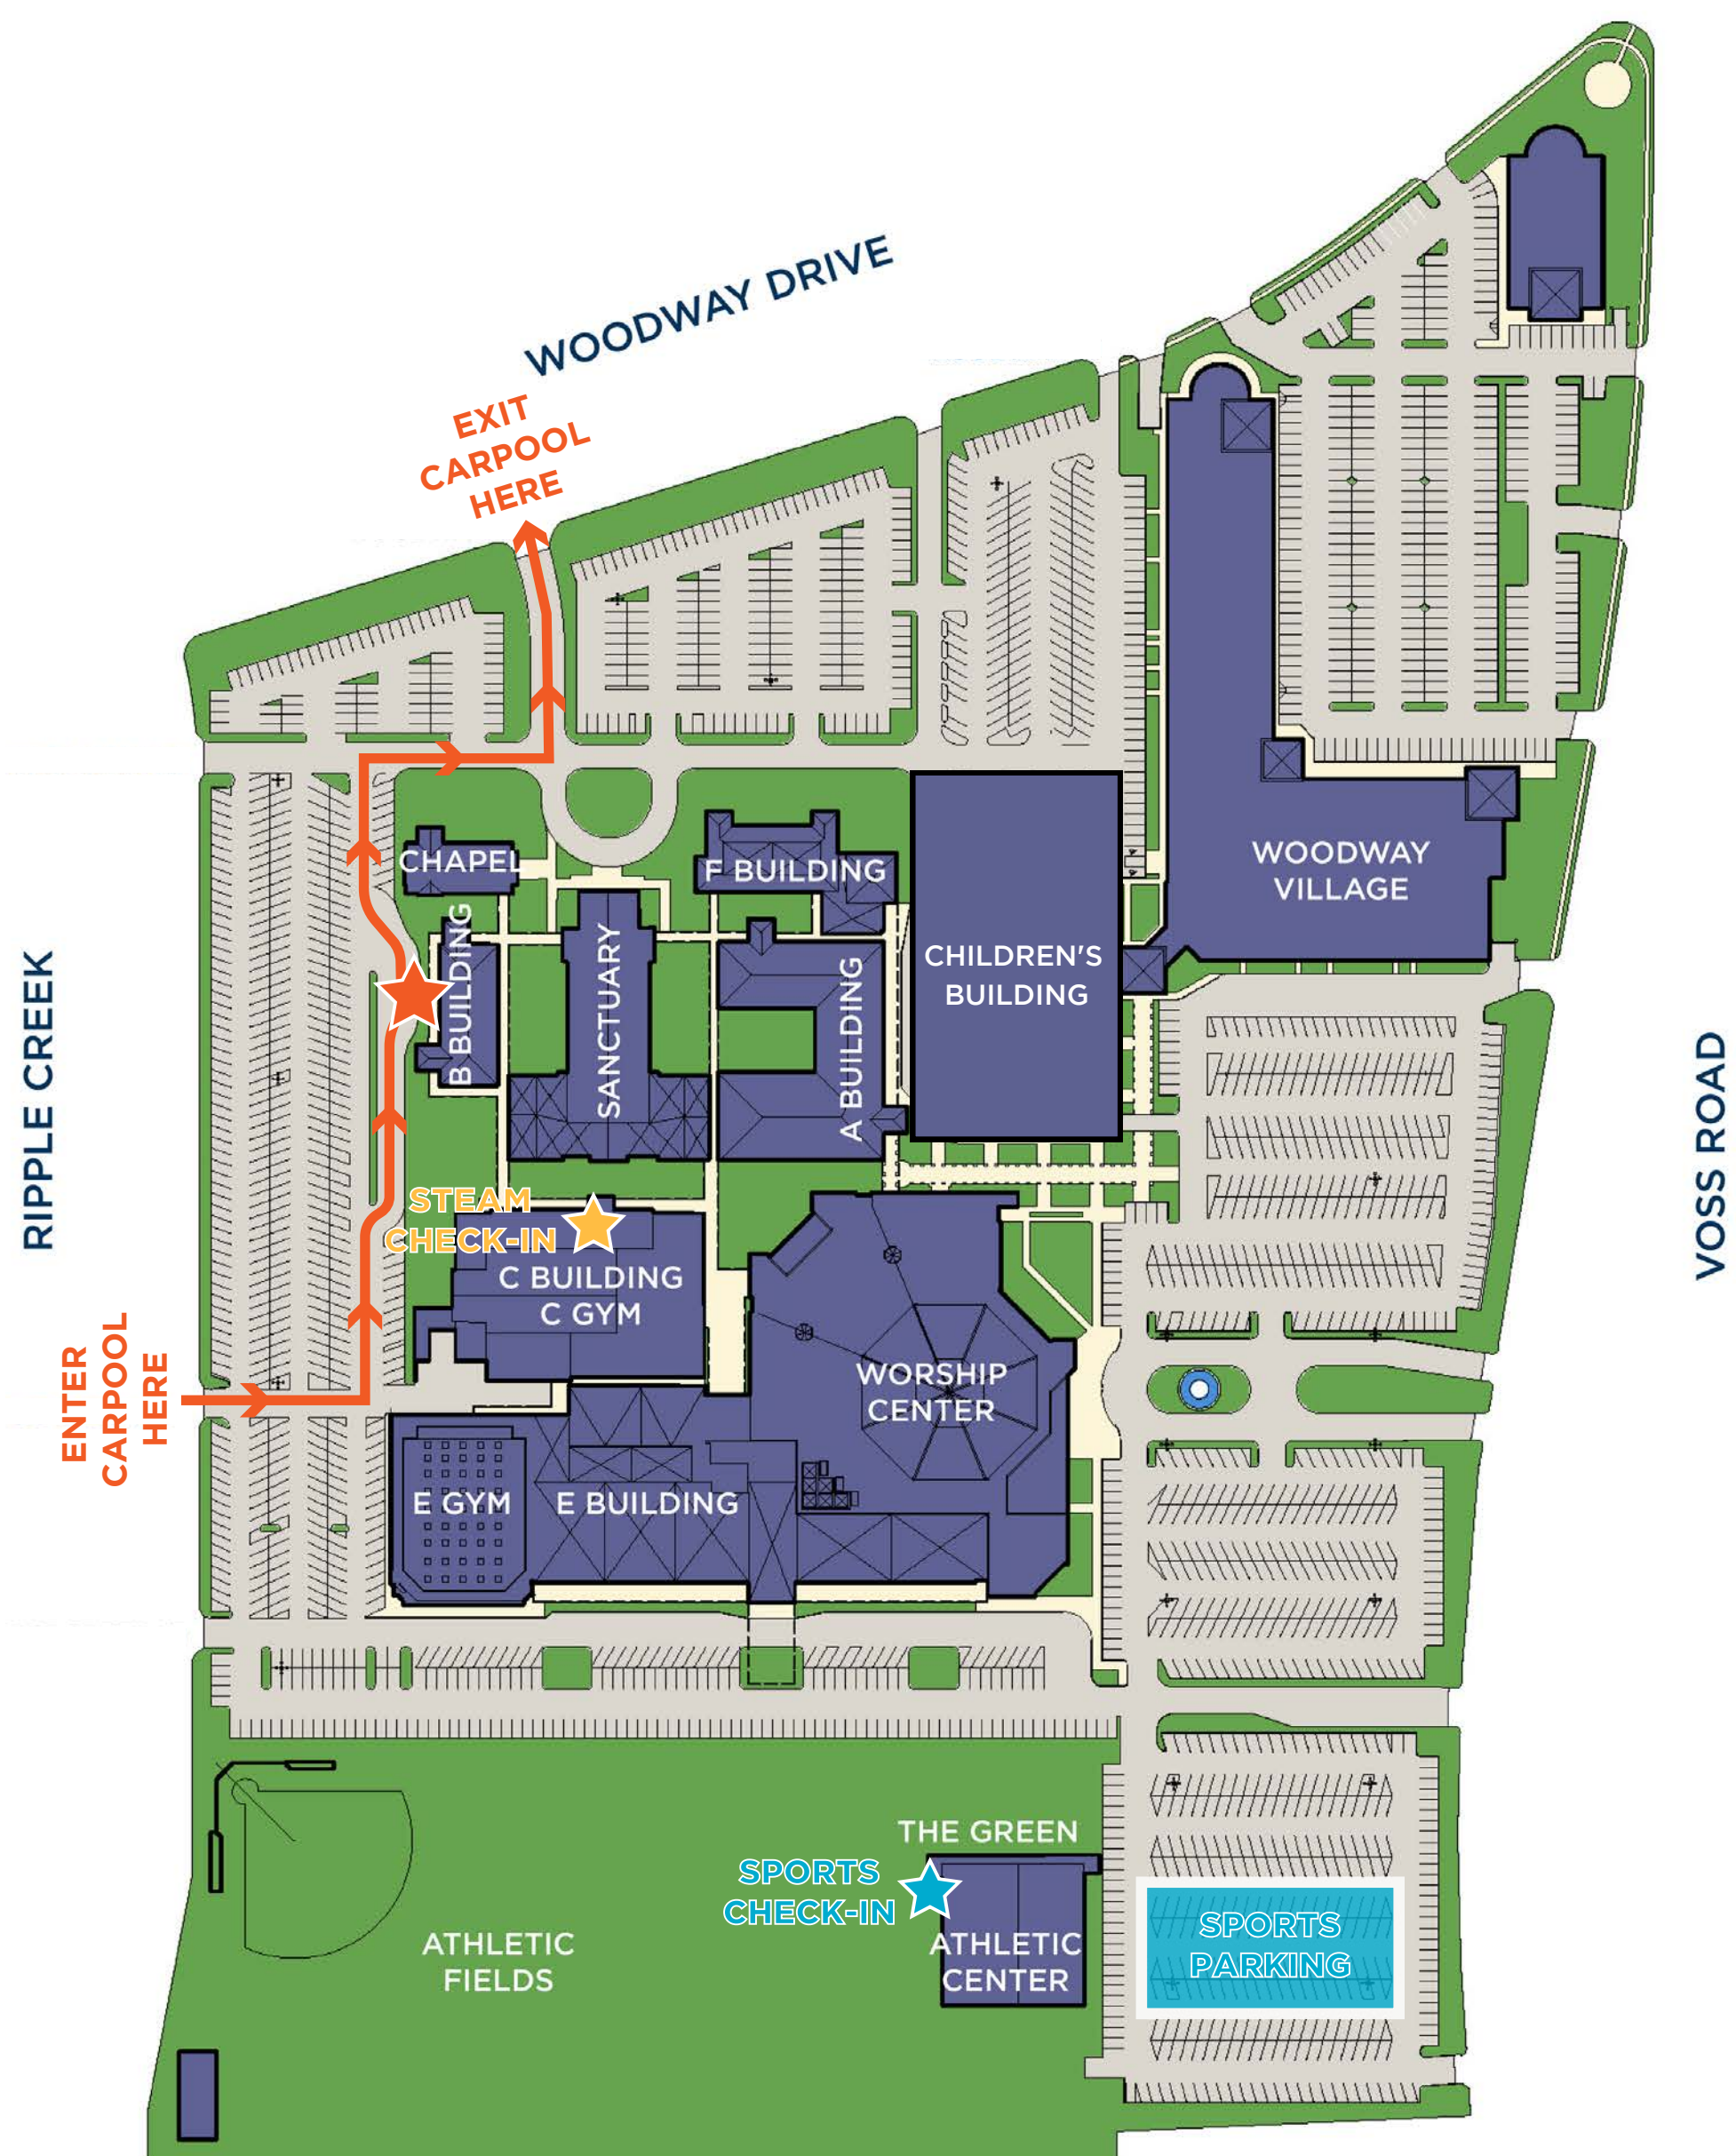 WOODWAY DRIVE
EXIT
CARPOOL
HERE
CHAPEL
F BUILDING
WOODWAY
VILLAGE
B BUILDING
SANCTUARY
A BUILDING
CHILDREN'S
BUILDING
RIPPLE CREEK
VOSS ROAD
STEAM
CHECK-IN
C BUILDING
C GYM
ENTER
CARPOOL
HERE
WORSHIP
CENTER
E GYM
E BUILDING
THE GREEN
SPORTS
CHECK-IN
ATHLETIC
FIELDS
ATHLETIC
CENTER
SPORTS
PARKING